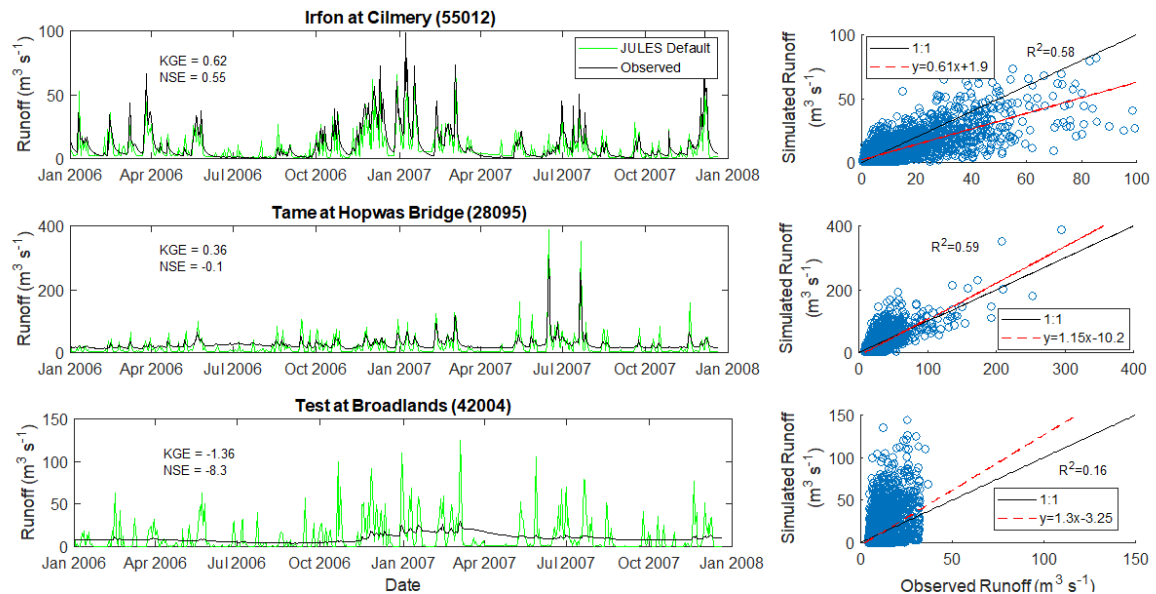 Irfon at Cilmery (55012)
Runoff (m³ s⁻¹)
100
50
0
KGE = 0.62
NSE = 0.55
JULES Default
Observed
Jan 2006 Apr 2006 Jul 2006 Oct 2006 Jan 2007 Apr 2007 Jul 2007 Oct 2007 Jan 2008
Simulated Runoff
(m³ s⁻¹)
100
50
0
1:1
y=0.61x+1.9
R²=0.58
0 20 40 60 80 100
Tame at Hopwas Bridge (28095)
Runoff (m³ s⁻¹)
400
200
0
KGE = 0.36
NSE = -0.1
Jan 2006 Apr 2006 Jul 2006 Oct 2006 Jan 2007 Apr 2007 Jul 2007 Oct 2007 Jan 2008
Simulated Runoff
(m³ s⁻¹)
400
200
0
R²=0.59
1:1
y=1.15x-10.2
0 100 200 300 400
Test at Broadlands (42004)
Runoff (m³ s⁻¹)
150
100
50
0
KGE = -1.36
NSE = -8.3
Jan 2006 Apr 2006 Jul 2006 Oct 2006 Jan 2007 Apr 2007 Jul 2007 Oct 2007 Jan 2008
Date
Simulated Runoff
(m³ s⁻¹)
150
100
50
0
R²=0.16
1:1
y=1.3x-3.25
0 50 100 150
Observed Runoff (m³ s⁻¹)